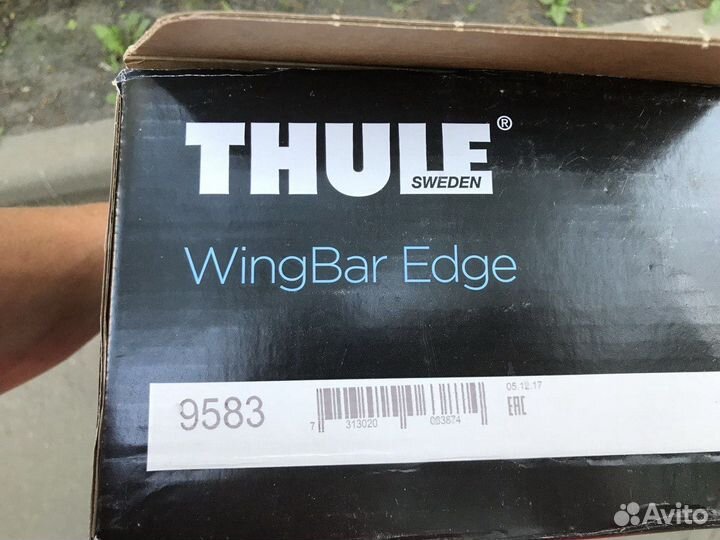 THULE®
SWEDEN
WingBar Edge
05.12.17
9583
EAC
7 313020 083874
Avito